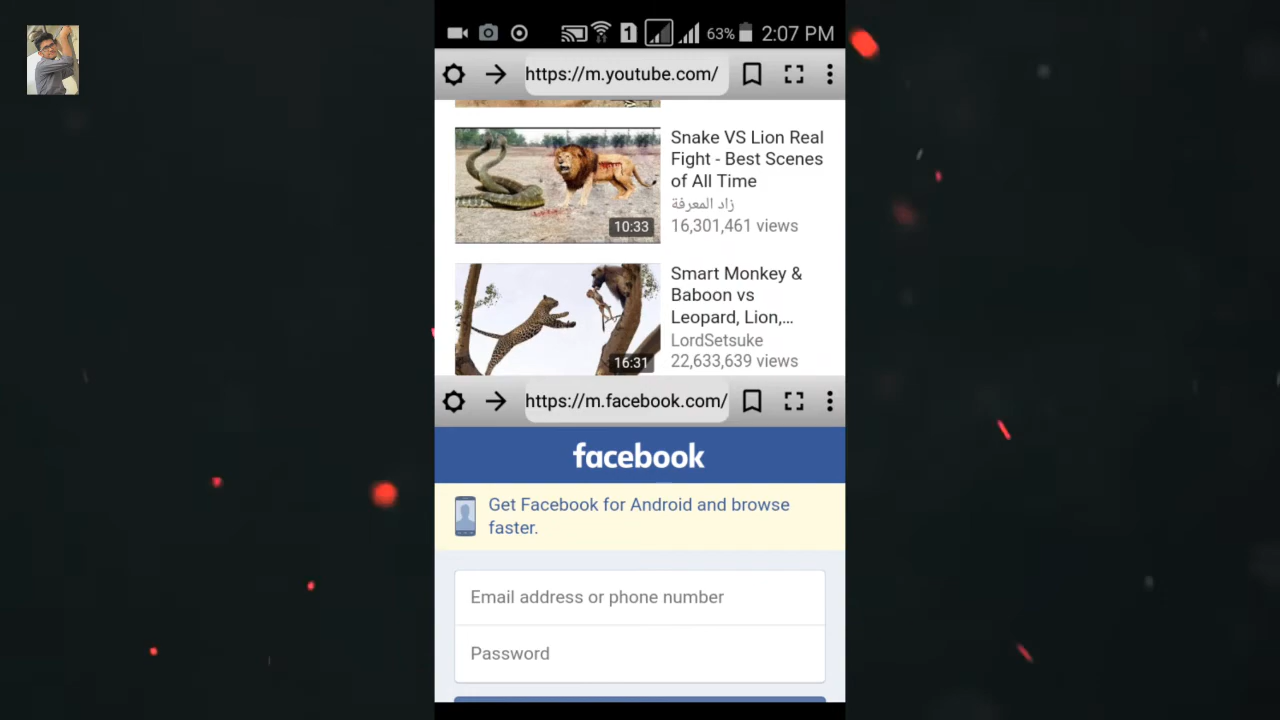 1 63% 2:07 PM
https://m.youtube.com/
Snake VS Lion Real
Fight - Best Scenes
of All Time
زاد المعرفة
10:33
16,301,461 views
Smart Monkey &
Baboon vs
Leopard, Lion,...
LordSetsuke
16:31
22,633,639 views
https://m.facebook.com/
facebook
Get Facebook for Android and browse
faster.
Email address or phone number
Password